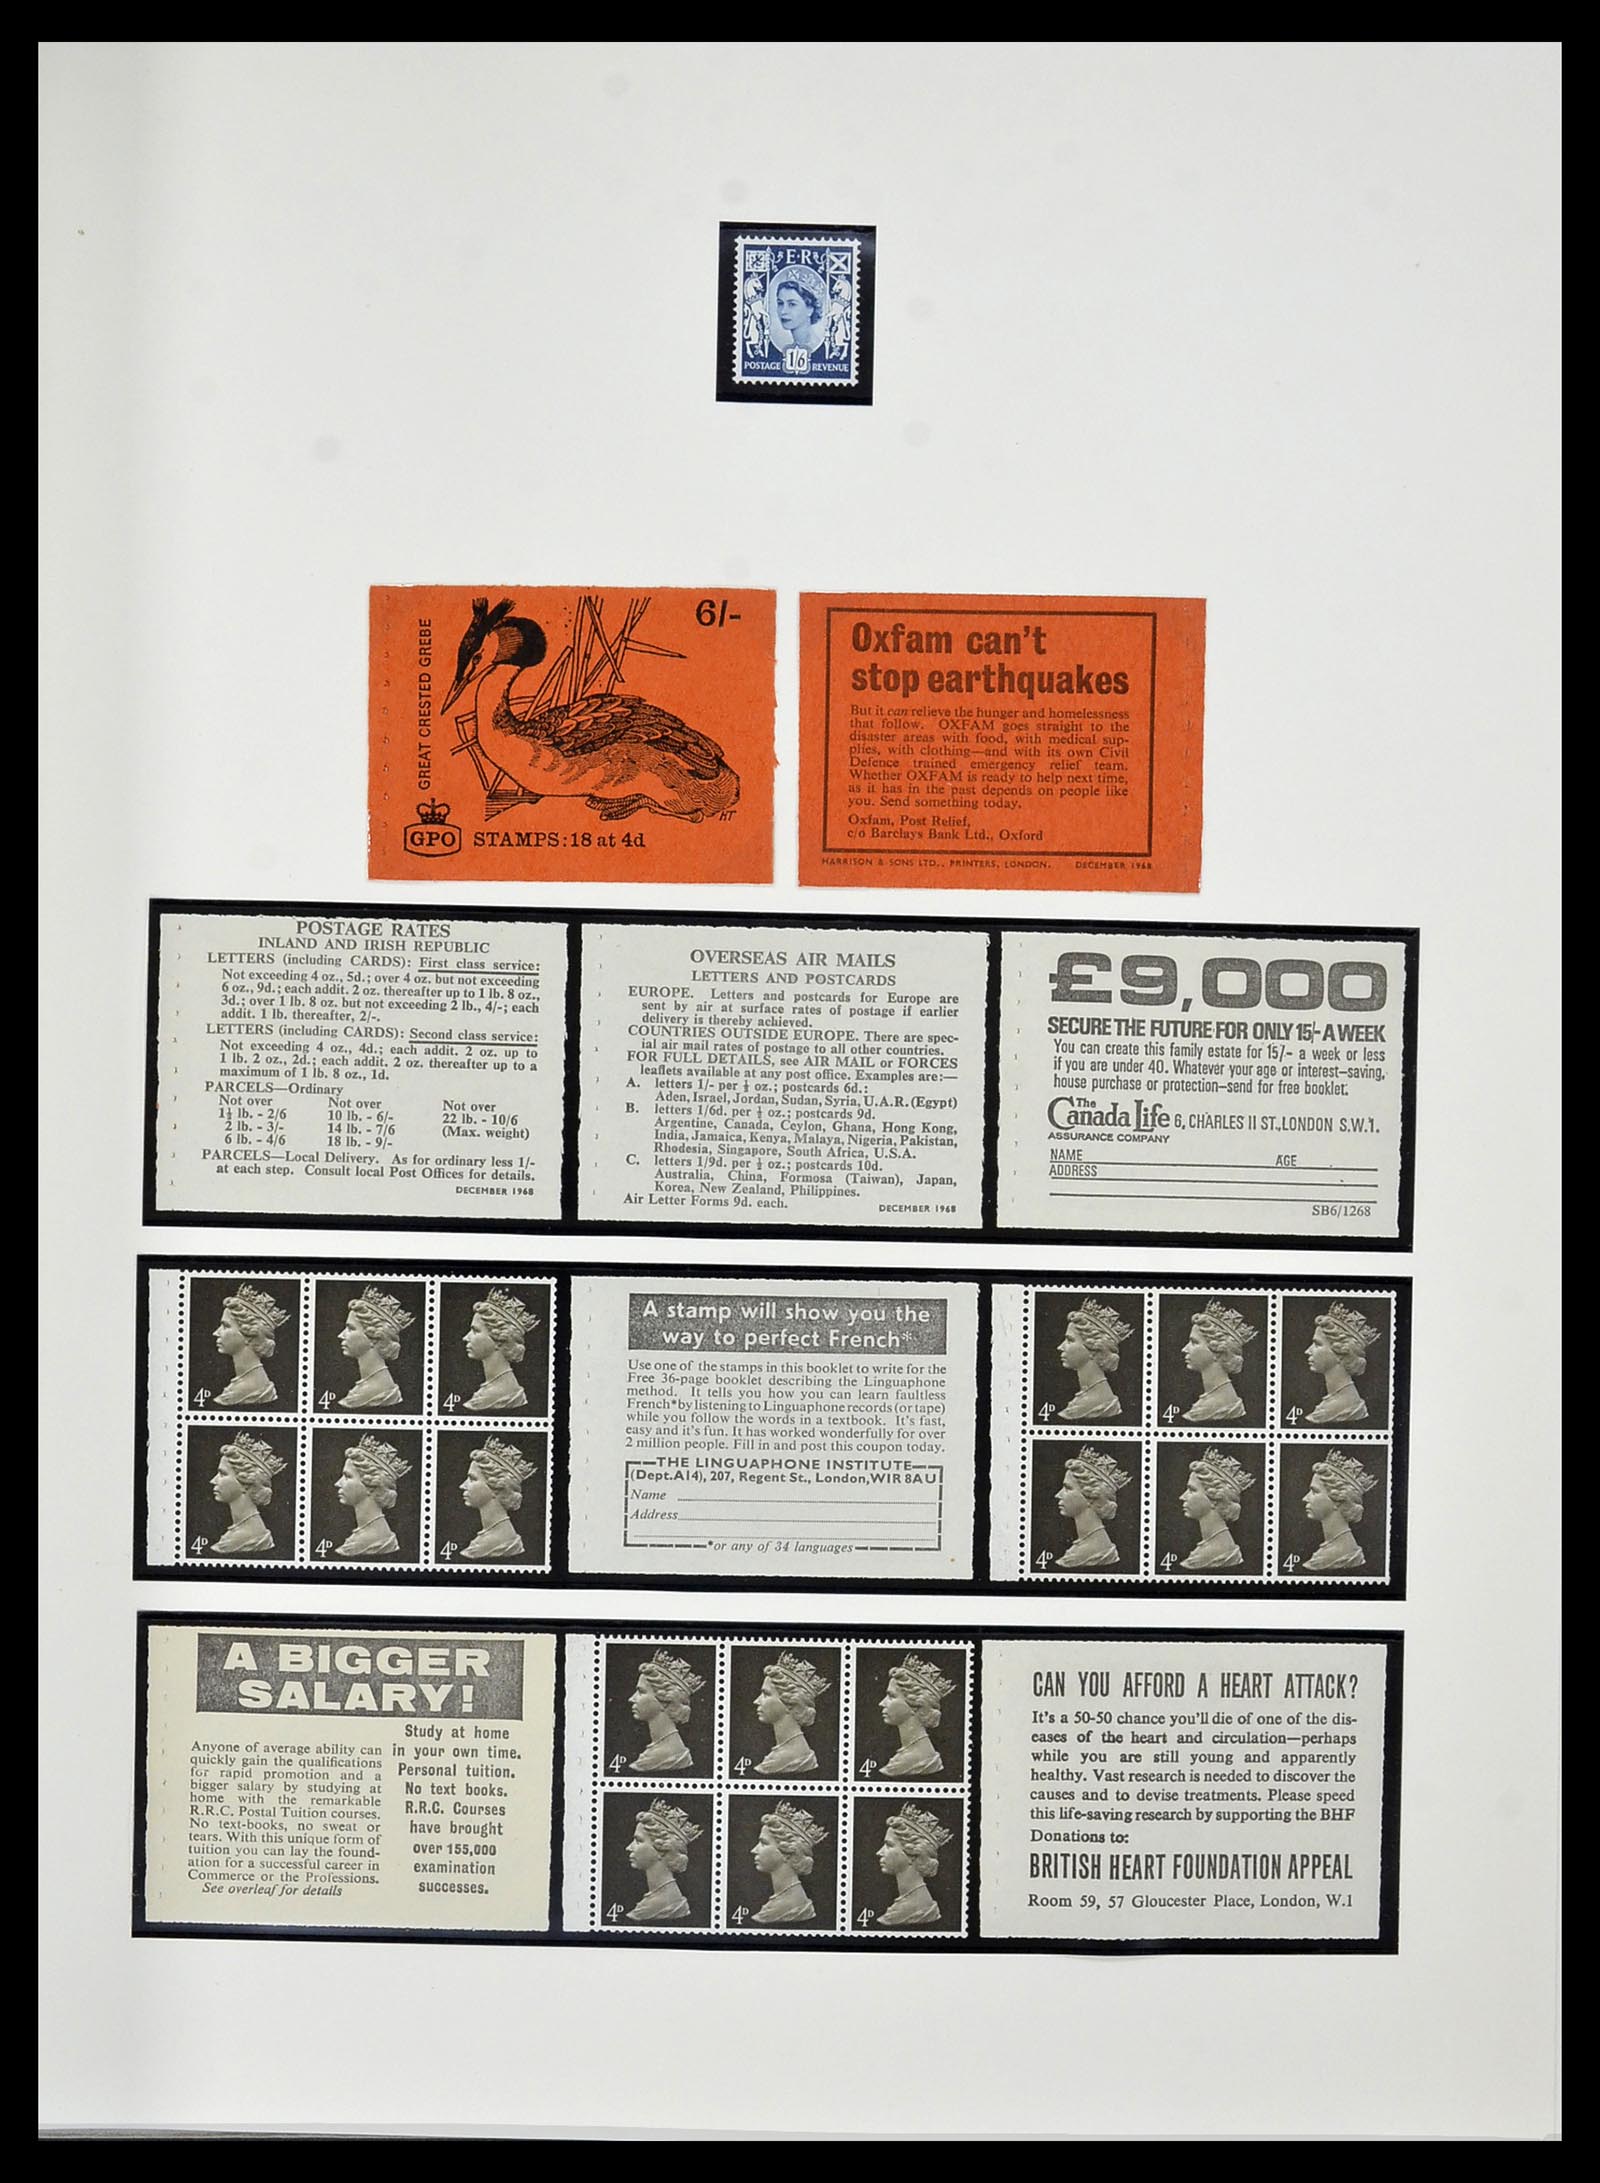 E R
1/6
POSTAGE REVENUE
GREAT CRESTED GREBE
6/-
HT
GPO STAMPS: 18 at 4d
Oxfam can't
stop earthquakes
But it can relieve the hunger and homelessness
that follow. OXFAM goes straight to the
disaster areas with food, with medical sup-
plies, with clothing—and with its own Civil
Defence trained emergency relief team.
Whether OXFAM is ready to help next time,
as it has in the past depends on people like
you. Send something today.
Oxfam, Post Relief,
c/o Barclays Bank Ltd., Oxford
HARRISON & SONS LTD., PRINTERS, LONDON. DECEMBER 1968
POSTAGE RATES
INLAND AND IRISH REPUBLIC
LETTERS (including CARDS): First class service:
Not exceeding 4 oz., 5d.; over 4 oz. but not exceeding
6 oz., 9d.; each addit. 2 oz. thereafter up to 1 lb. 8 oz.,
3d.; over 1 lb. 8 oz. but not exceeding 2 lb., 4/-; each
addit. 1 lb. thereafter, 2/-.
LETTERS (including CARDS): Second class service:
Not exceeding 4 oz., 4d.; each addit. 2 oz. up to
1 lb. 2 oz., 2d.; each addit. 2 oz. thereafter up to a
maximum of 1 lb. 8 oz., 1d.
PARCELS—Ordinary
Not over Not over Not over
1½ lb. - 2/6 10 lb. - 6/- 22 lb. - 10/6
2 lb. - 3/- 14 lb. - 7/6 (Max. weight)
6 lb. - 4/6 18 lb. - 9/-
PARCELS—Local Delivery. As for ordinary less 1/-
at each step. Consult local Post Offices for details.
DECEMBER 1968
OVERSEAS AIR MAILS
LETTERS AND POSTCARDS
EUROPE. Letters and postcards for Europe are
sent by air at surface rates of postage if earlier
delivery is thereby achieved.
COUNTRIES OUTSIDE EUROPE. There are spec-
ial air mail rates of postage to all other countries.
FOR FULL DETAILS, see AIR MAIL or FORCES
leaflets available at any post office. Examples are:—
A. letters 1/- per ½ oz.; postcards 6d.:
Aden, Israel, Jordan, Sudan, Syria, U.A.R. (Egypt)
B. letters 1/6d. per ½ oz.; postcards 9d.
Argentine, Canada, Ceylon, Ghana, Hong Kong,
India, Jamaica, Kenya, Malaya, Nigeria, Pakistan,
Rhodesia, Singapore, South Africa, U.S.A.
C. letters 1/9d. per ½ oz.; postcards 10d.
Australia, China, Formosa (Taiwan), Japan,
Korea, New Zealand, Philippines.
Air Letter Forms 9d. each.
DECEMBER 1968
£9,000
SECURE THE FUTURE FOR ONLY 15/- A WEEK
You can create this family estate for 15/- a week or less
if you are under 40. Whatever your age or interest–saving,
house purchase or protection–send for free booklet.
The Canada Life 6, CHARLES II ST., LONDON S.W.1.
ASSURANCE COMPANY
NAME AGE
ADDRESS
SB6/1268
4D 4D 4D
4D 4D 4D
A stamp will show you the
way to perfect French*
Use one of the stamps in this booklet to write for the
Free 36-page booklet describing the Linguaphone
method. It tells you how you can learn faultless
French* by listening to Linguaphone records (or tape)
while you follow the words in a textbook. It's fast,
easy and it's fun. It has worked wonderfully for over
2 million people. Fill in and post this coupon today.
THE LINGUAPHONE INSTITUTE
(Dept. A14), 207, Regent St., London, W1R 8AU
Name
Address
*or any of 34 languages
4D 4D 4D
4D 4D 4D
A BIGGER
SALARY!
Anyone of average ability can
quickly gain the qualifications
for rapid promotion and a
bigger salary by studying at
home with the remarkable
R.R.C. Postal Tuition courses.
No text-books, no sweat or
tears. With this unique form of
tuition you can lay the found-
ation for a successful career in
Commerce or the Professions.
See overleaf for details
Study at home
in your own time.
Personal tuition.
No text books.
R.R.C. Courses
have brought
over 155,000
examination
successes.
4D 4D 4D
4D 4D 4D
CAN YOU AFFORD A HEART ATTACK?
It's a 50-50 chance you'll die of one of the dis-
eases of the heart and circulation—perhaps
while you are still young and apparently
healthy. Vast research is needed to discover the
causes and to devise treatments. Please speed
this life-saving research by supporting the BHF
Donations to:
BRITISH HEART FOUNDATION APPEAL
Room 59, 57 Gloucester Place, London, W.1